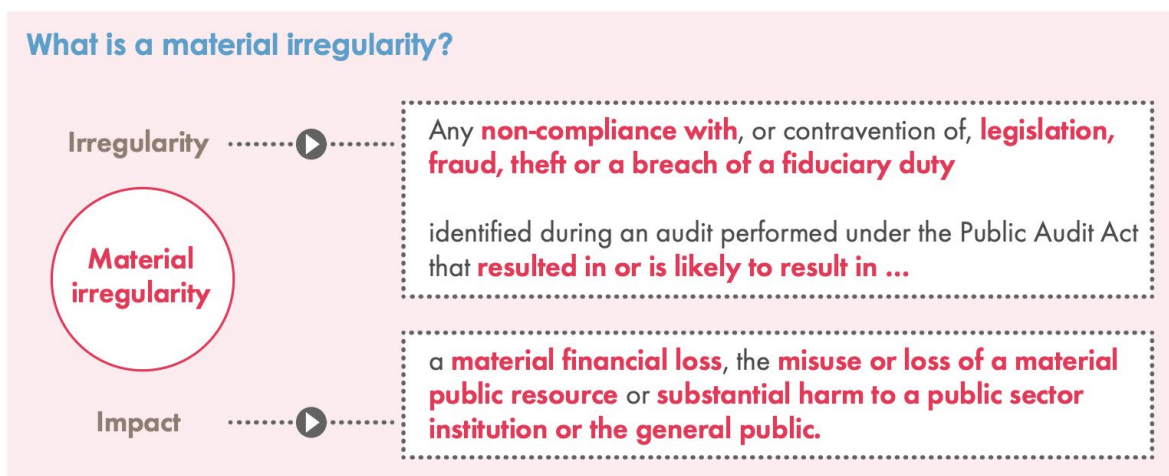 What is a material irregularity?
Irregularity
Any non-compliance with, or contravention of, legislation,
fraud, theft or a breach of a fiduciary duty
identified during an audit performed under the Public Audit Act
that resulted in or is likely to result in ...
Material
irregularity
Impact
a material financial loss, the misuse or loss of a material
public resource or substantial harm to a public sector
institution or the general public.